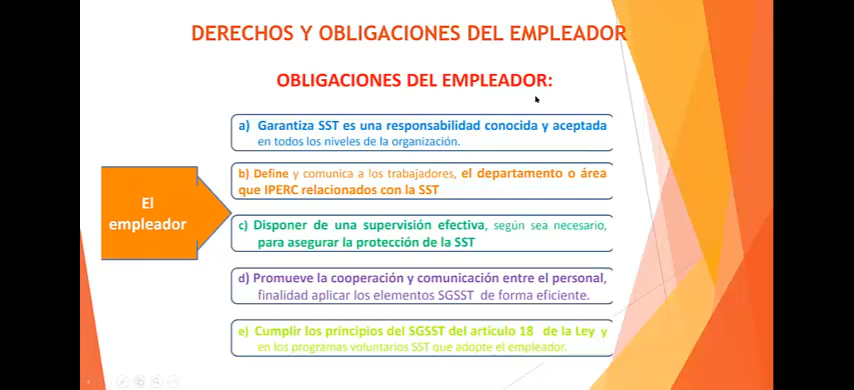 DERECHOS Y OBLIGACIONES DEL EMPLEADOR
OBLIGACIONES DEL EMPLEADOR:
El
empleador
a) Garantiza SST es una responsabilidad conocida y aceptada
en todos los niveles de la organización.
b) Define y comunica a los trabajadores, el departamento o área
que IPERC relacionados con la SST
c) Disponer de una supervisión efectiva, según sea necesario,
para asegurar la protección de la SST
d) Promueve la cooperación y comunicación entre el personal,
finalidad aplicar los elementos SGSST de forma eficiente.
e) Cumplir los principios del SGSST del artículo 18 de la Ley y
en los programas voluntarios SST que adopte el empleador.